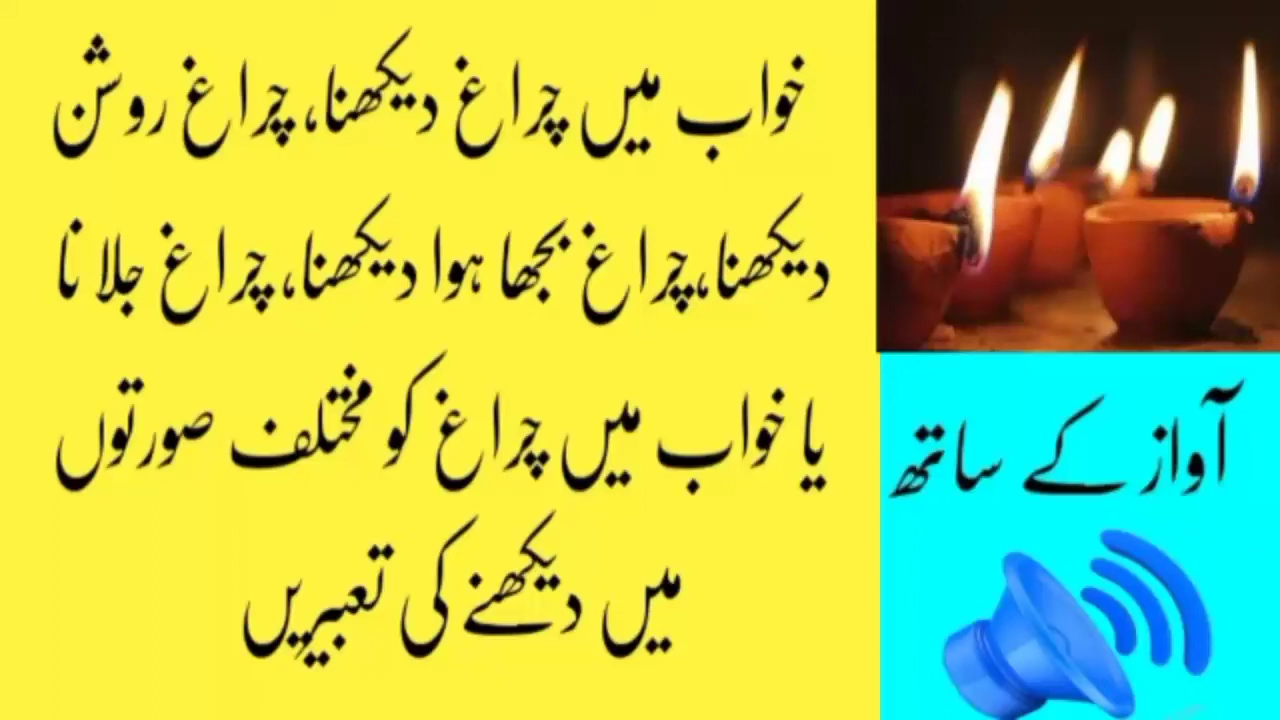 خواب میں چراغ دیکھنا، چراغ روشن
دیکھنا،چراغ بجھا ہوا دیکھنا، چراغ جلانا
یا خواب میں چراغ کو مختلف صورتوں
میں دیکھنے کی تعبیریں
آواز کے ساتھ